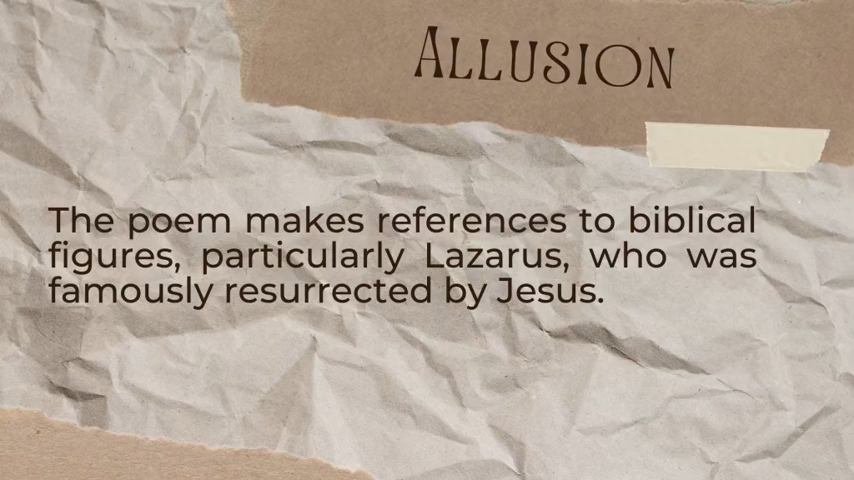 ALLUSION
The poem makes references to biblical
figures, particularly Lazarus, who was
famously resurrected by Jesus.